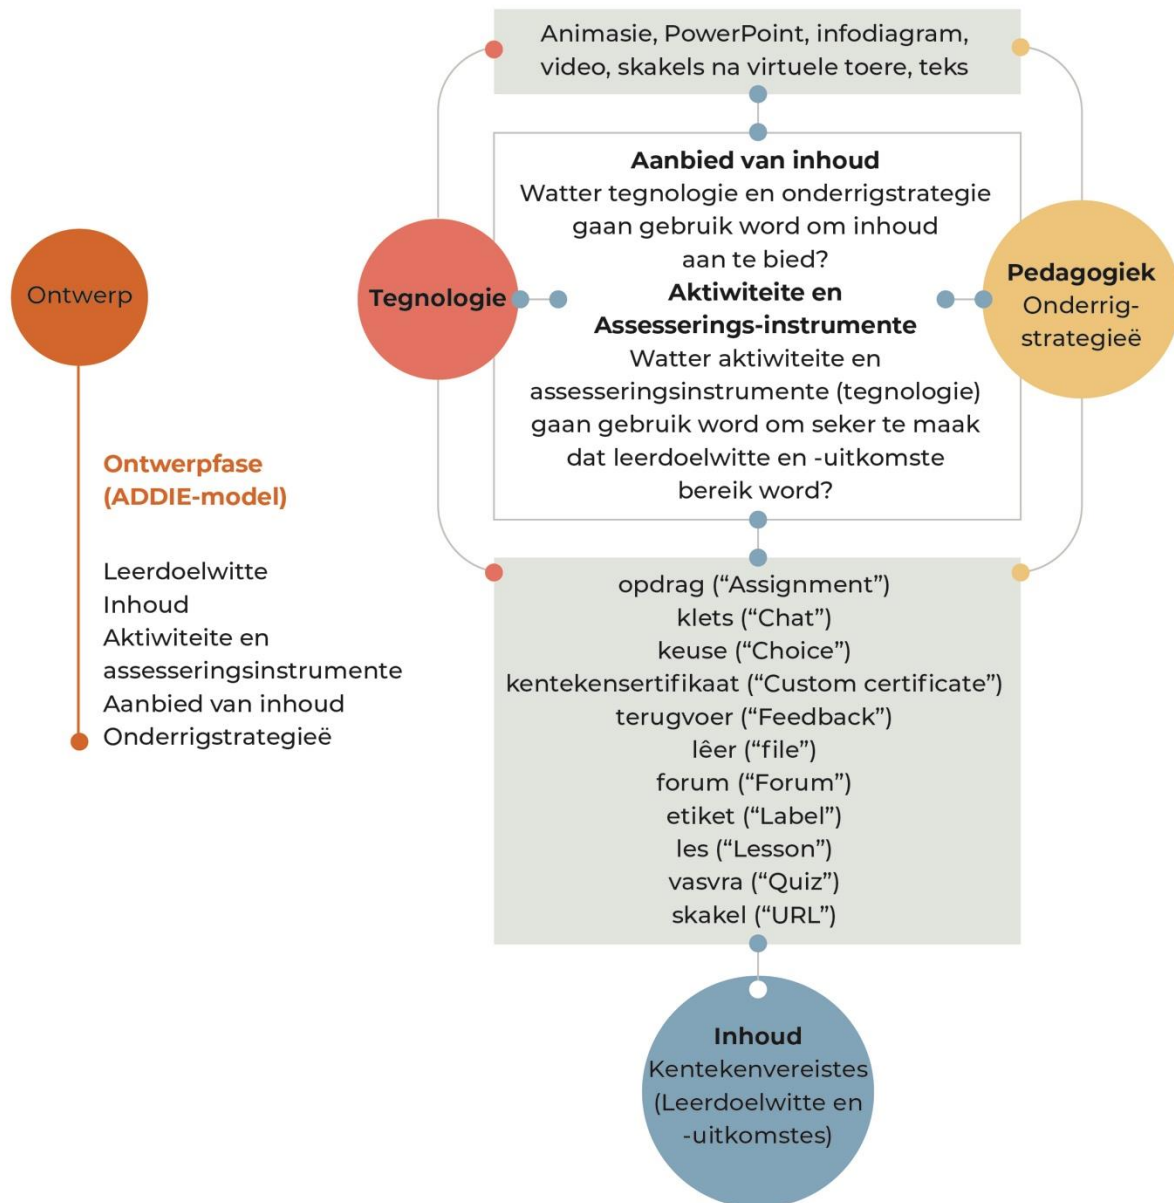 Animasie, PowerPoint, infodiagram,
video, skakels na virtuele toere, teks
Aanbied van inhoud
Watter tegnologie en onderrigstrategie
gaan gebruik word om inhoud
aan te bied?
Aktiwiteite en
Assesserings-instrumente
Watter aktiwiteite en
assesseringsinstrumente (tegnologie)
gaan gebruik word om seker te maak
dat leerdoelwitte en -uitkomste
bereik word?
Tegnologie
Pedagogiek
Onderrig-
strategieë
Ontwerp
Ontwerpfase
(ADDIE-model)
Leerdoelwitte
Inhoud
Aktiwiteite en
assesseringsinstrumente
Aanbied van inhoud
Onderrigstrategieë
opdrag (“Assignment”)
klets (“Chat”)
keuse (“Choice”)
kentekensertifikaat (“Custom certificate”)
terugvoer (“Feedback”)
lêer (“file”)
forum (“Forum”)
etiket (“Label”)
les (“Lesson”)
vasvra (“Quiz”)
skakel (“URL”)
Inhoud
Kentekenvereistes
(Leerdoelwitte en
-uitkomstes)